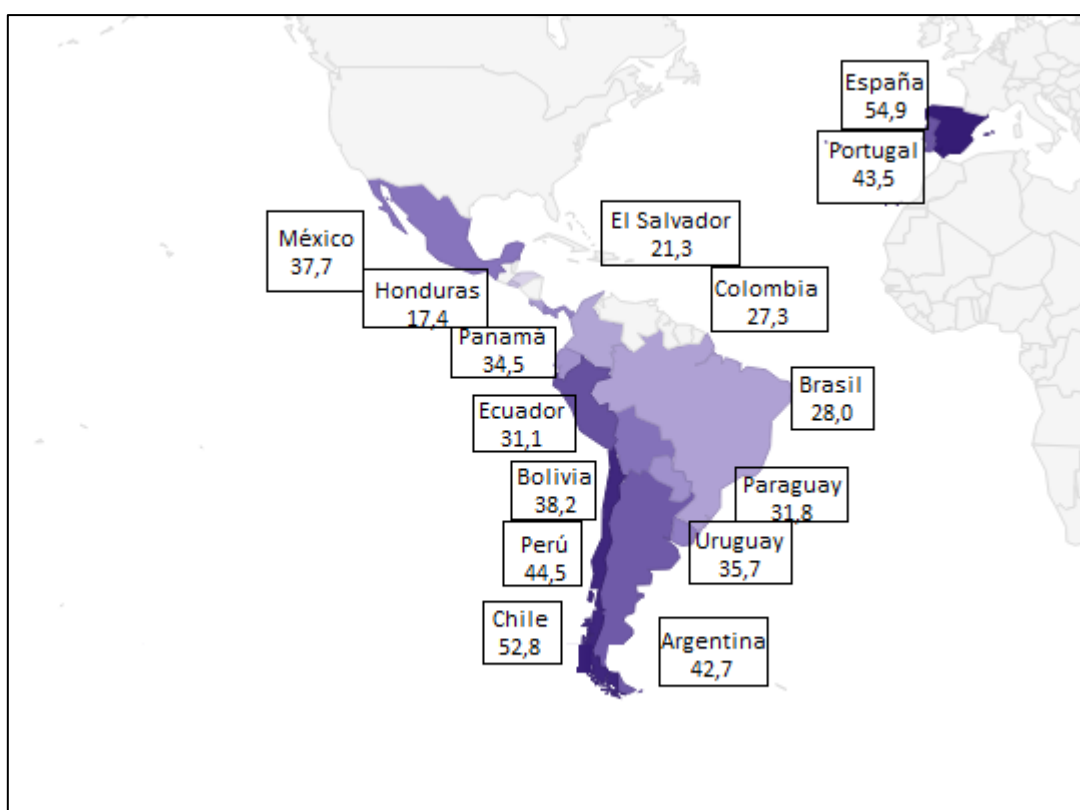 España
54,9
Portugal
43,5
El Salvador
21,3
México
37,7
Colombia
27,3
Honduras
17,4
Panamá
34,5
Brasil
28,0
Ecuador
31,1
Bolivia
38,2
Paraguay
31,8
Perú
44,5
Uruguay
35,7
Chile
52,8
Argentina
42,7